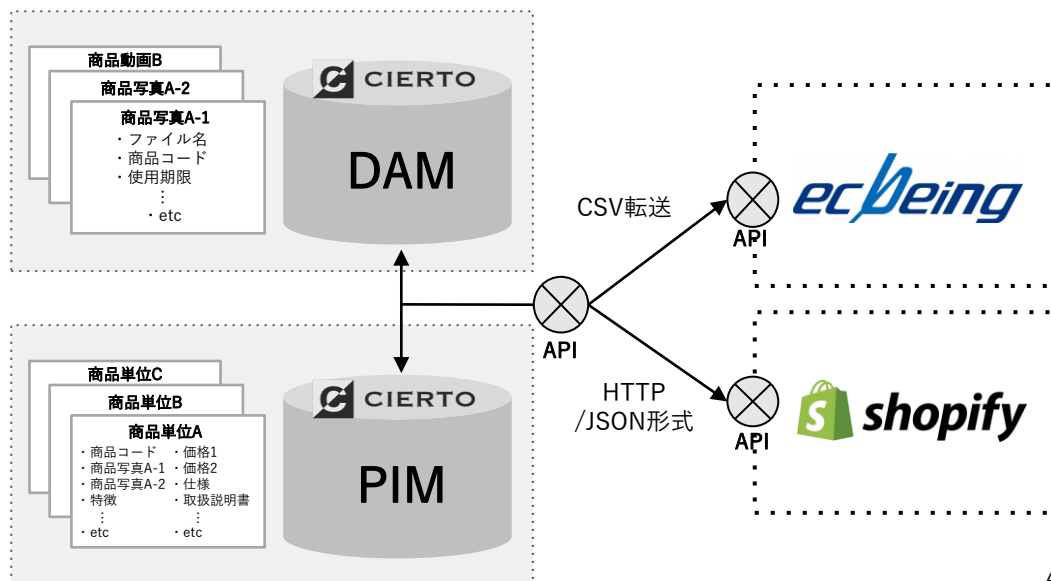 商品動画B
商品写真A-2
商品写真A-1
・ファイル名
・商品コード
・使用期限
⋮
・etc
CIERTO
DAM
CSV転送
API
ecbeing
API
HTTP
/JSON形式
API
shopify
商品単位C
商品単位B
商品単位A
・商品コード ・価格1
・商品写真A-1 ・価格2
・商品写真A-2 ・仕様
・特徴 ・取扱説明書
⋮ ⋮
・etc ・etc
CIERTO
PIM